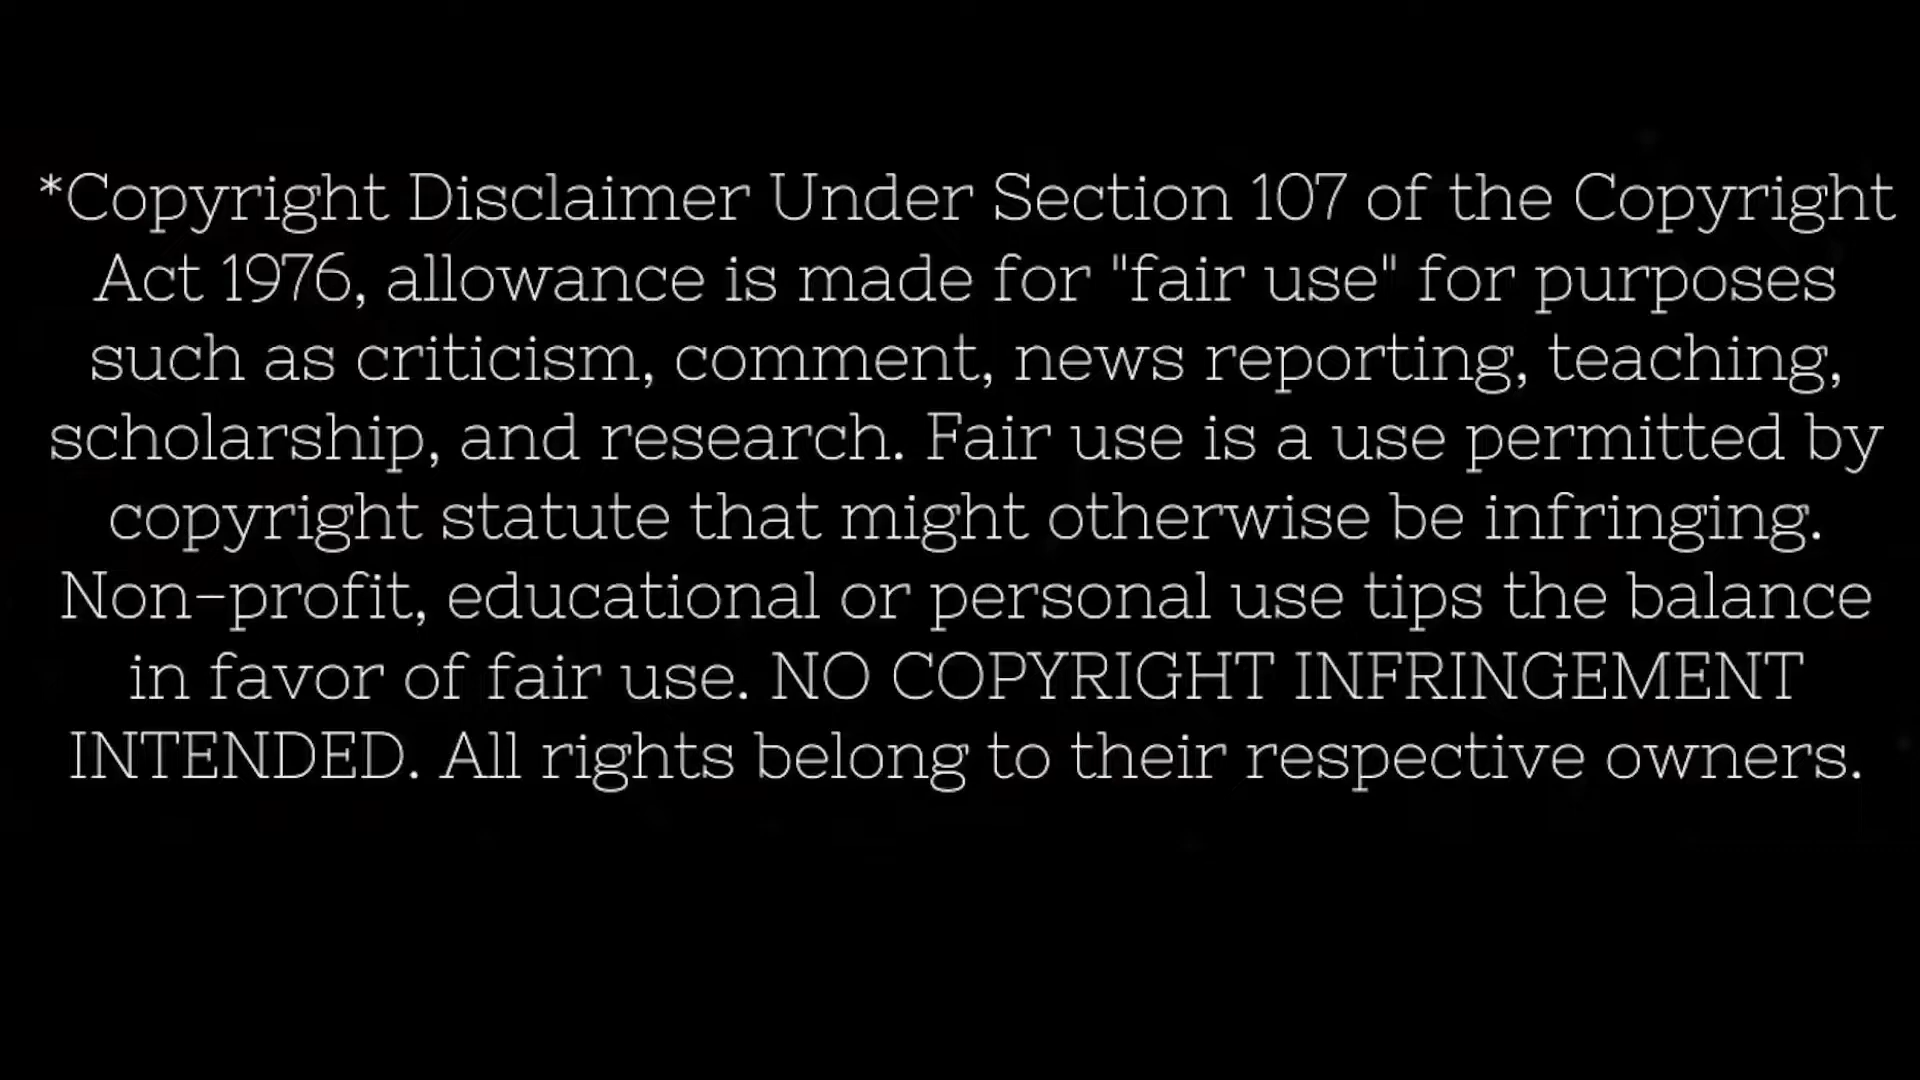 *Copyright Disclaimer Under Section 107 of the Copyright
Act 1976, allowance is made for "fair use" for purposes
such as criticism, comment, news reporting, teaching,
scholarship, and research. Fair use is a use permitted by
copyright statute that might otherwise be infringing.
Non-profit, educational or personal use tips the balance
in favor of fair use. NO COPYRIGHT INFRINGEMENT
INTENDED. All rights belong to their respective owners.